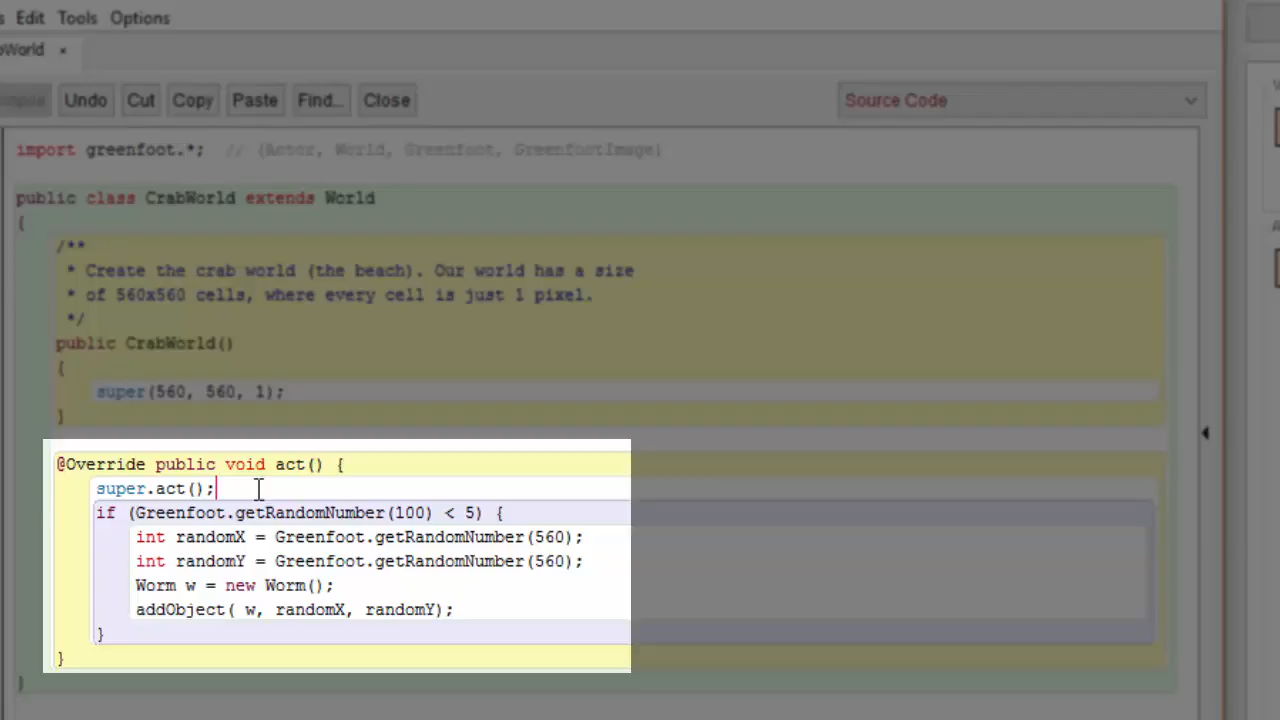 Edit Tools Options
World ×
Undo Cut Copy Paste Find... Close Source Code
import greenfoot.*; // (Actor, World, Greenfoot, GreenfootImage)
public class CrabWorld extends World
{
/**
* Create the crab world (the beach). Our world has a size
* of 560x560 cells, where every cell is just 1 pixel.
*/
public CrabWorld()
{
super(560, 560, 1);
}
@Override public void act() {
super.act();
if (Greenfoot.getRandomNumber(100) < 5) {
int randomX = Greenfoot.getRandomNumber(560);
int randomY = Greenfoot.getRandomNumber(560);
Worm w = new Worm();
addObject( w, randomX, randomY);
}
}
}